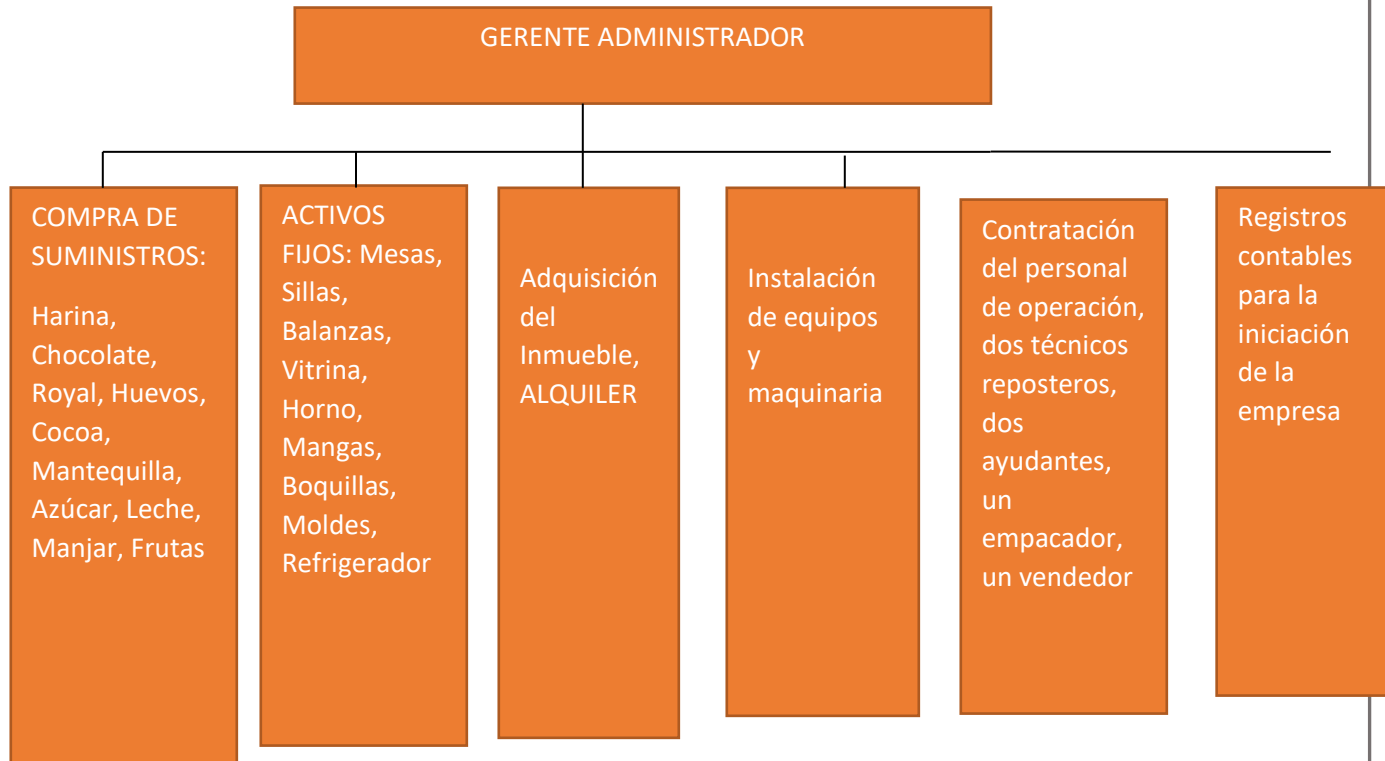 GERENTE ADMINISTRADOR
COMPRA DE
SUMINISTROS:
Harina,
Chocolate,
Royal, Huevos,
Cocoa,
Mantequilla,
Azúcar, Leche,
Manjar, Frutas
ACTIVOS
FIJOS: Mesas,
Sillas,
Balanzas,
Vitrina,
Horno,
Mangas,
Boquillas,
Moldes,
Refrigerador
Adquisición
del
Inmueble,
ALQUILER
Instalación
de equipos
y
maquinaria
Contratación
del personal
de operación,
dos técnicos
reposteros,
dos
ayudantes,
un
empacador,
un vendedor
Registros
contables
para la
iniciación
de la
empresa